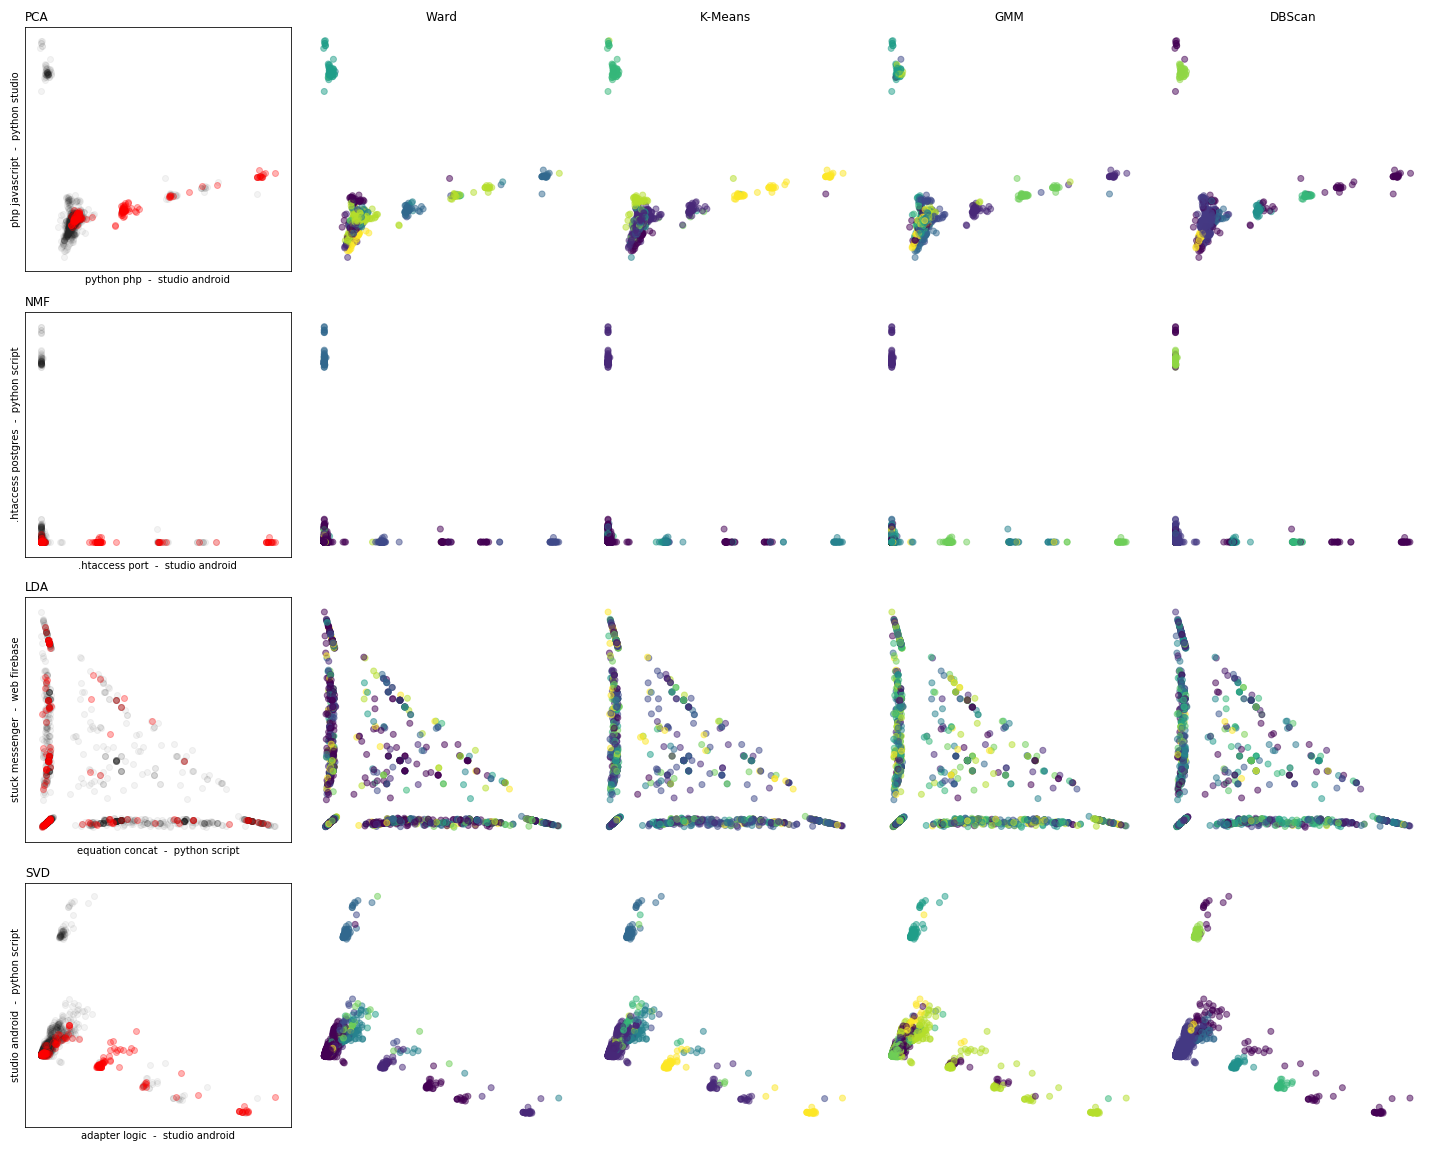 PCA
Ward
K-Means
GMM
DBScan
php javascript - python studio
python php - studio android
NMF
.htaccess postgres - python script
.htaccess port - studio android
LDA
stuck messenger - web firebase
equation concat - python script
SVD
studio android - python script
adapter logic - studio android